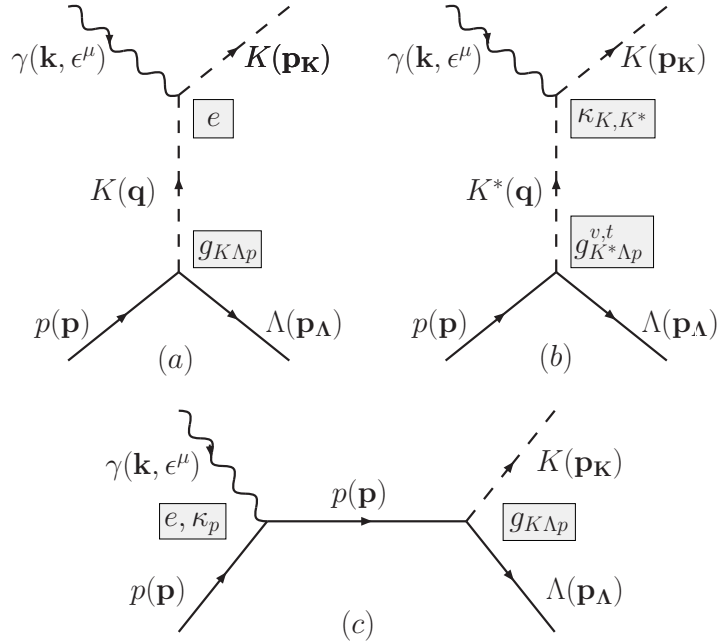 γ(k, ϵ^μ) K(p_K) γ(k, ϵ^μ) K(p_K)
e κ_{K,K*}
K(q) K*(q)
g_{KΛp} g^{v,t}_{K*Λp}
p(p) Λ(p_Λ) p(p) Λ(p_Λ)
(a) (b)
γ(k, ϵ^μ) K(p_K)
p(p)
e, κ_p g_{KΛp}
p(p) Λ(p_Λ)
(c)